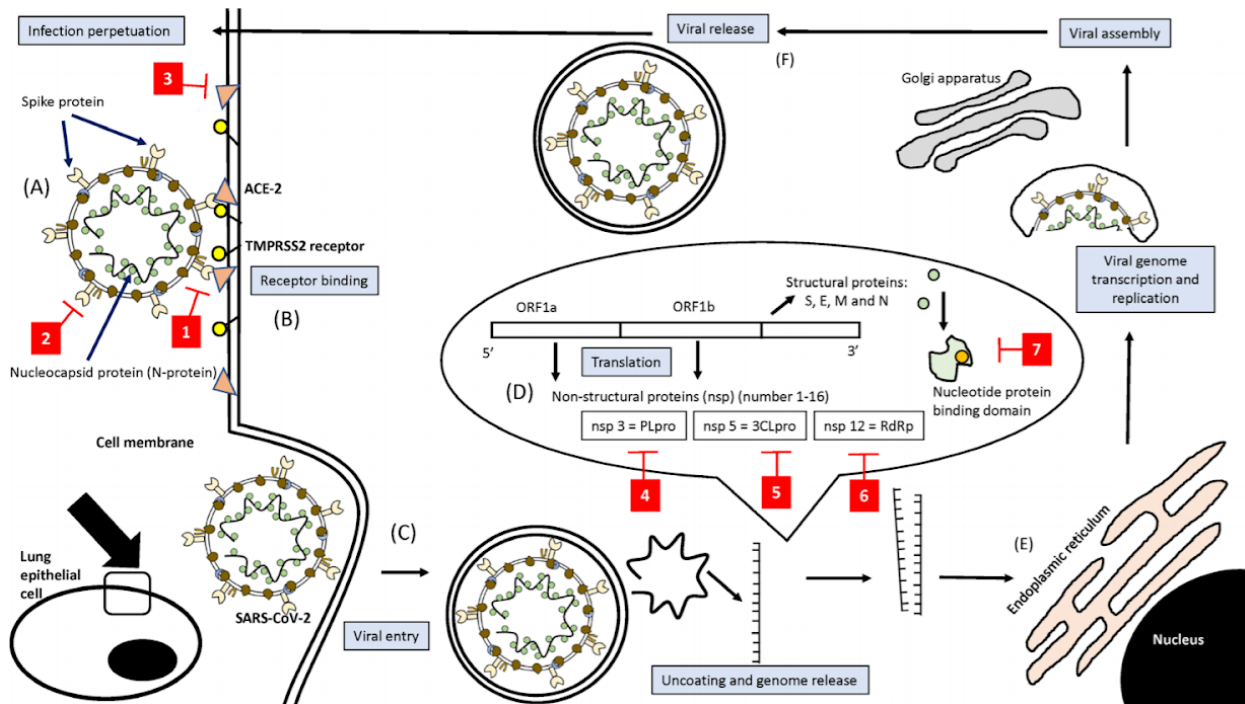 Infection perpetuation
Viral release
(F)
Viral assembly
3
Golgi apparatus
Spike protein
(A)
ACE-2
TMPRSS2 receptor
Receptor binding
(B)
1
2
Nucleocapsid protein (N-protein)
Viral genome
transcription and
replication
Structural proteins:
S, E, M and N
ORF1a
ORF1b
5’
3’
Translation
7
(D)
Non-structural proteins (nsp) (number 1-16)
Nucleotide protein
binding domain
nsp 3 = PLpro
nsp 5 = 3CLpro
nsp 12 = RdRp
4
5
6
Cell membrane
(C)
Lung
epithelial
cell
SARS-CoV-2
Viral entry
Uncoating and genome release
(E)
Endoplasmic reticulum
Nucleus